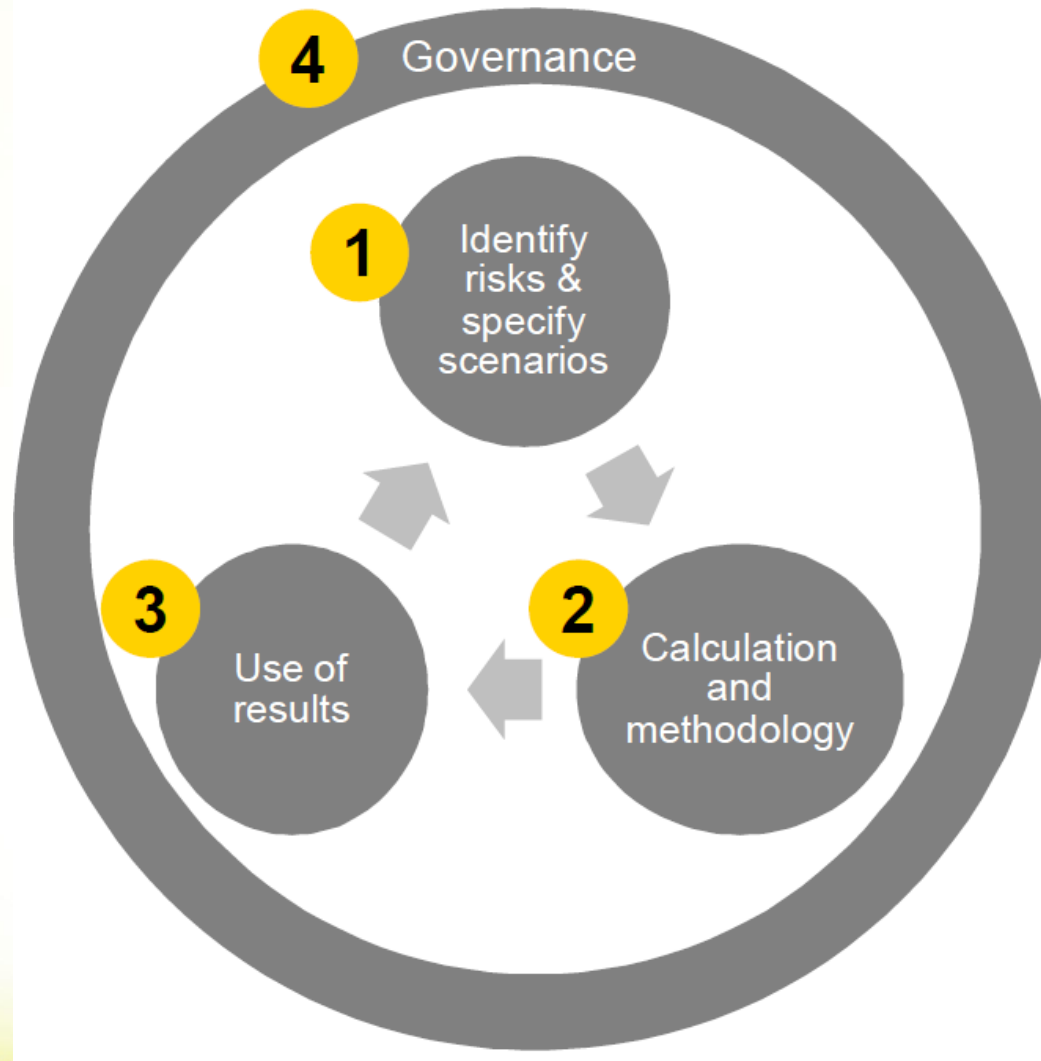 4
Governance
1
Identify
risks &
specify
scenarios
3
Use of
results
2
Calculation
and
methodology